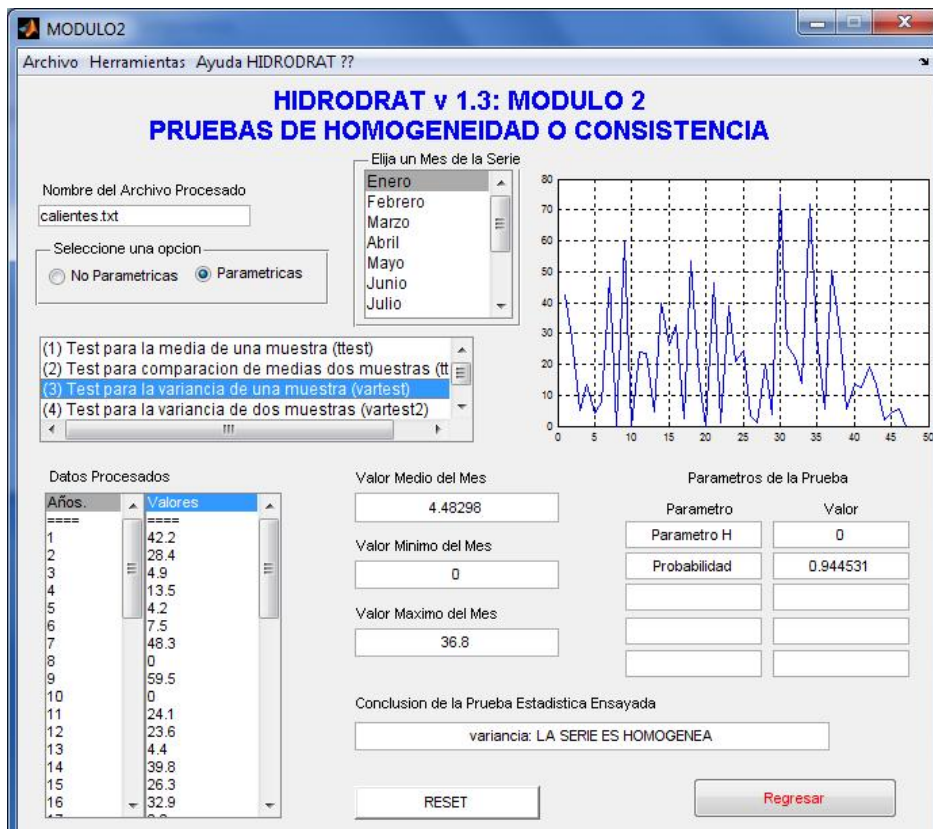 MODULO2
Archivo Herramientas Ayuda HIDRODRAT ??
HIDRODRAT v 1.3: MODULO 2
PRUEBAS DE HOMOGENEIDAD O CONSISTENCIA
Nombre del Archivo Procesado
calientes.txt
Seleccione una opcion
No Parametricas
Parametricas
Elija un Mes de la Serie
Enero
Febrero
Marzo
Abril
Mayo
Junio
Julio
80
70
60
50
40
30
20
10
0
0 5 10 15 20 25 30 35 40 45 50
(1) Test para la media de una muestra (ttest)
(2) Test para comparacion de medias dos muestras (tt
(3) Test para la variancia de una muestra (vartest)
(4) Test para la variancia de dos muestras (vartest2)
Datos Procesados
Años. Valores
==== ====
1 42.2
2 28.4
3 4.9
4 13.5
5 4.2
6 7.5
7 48.3
8 0
9 59.5
10 0
11 24.1
12 23.6
13 4.4
14 39.8
15 26.3
16 32.9
Valor Medio del Mes
4.48298
Valor Minimo del Mes
0
Valor Maximo del Mes
36.8
Parametros de la Prueba
Parametro Valor
Parametro H 0
Probabilidad 0.944531
Conclusion de la Prueba Estadistica Ensayada
variancia: LA SERIE ES HOMOGENEA
RESET
Regresar